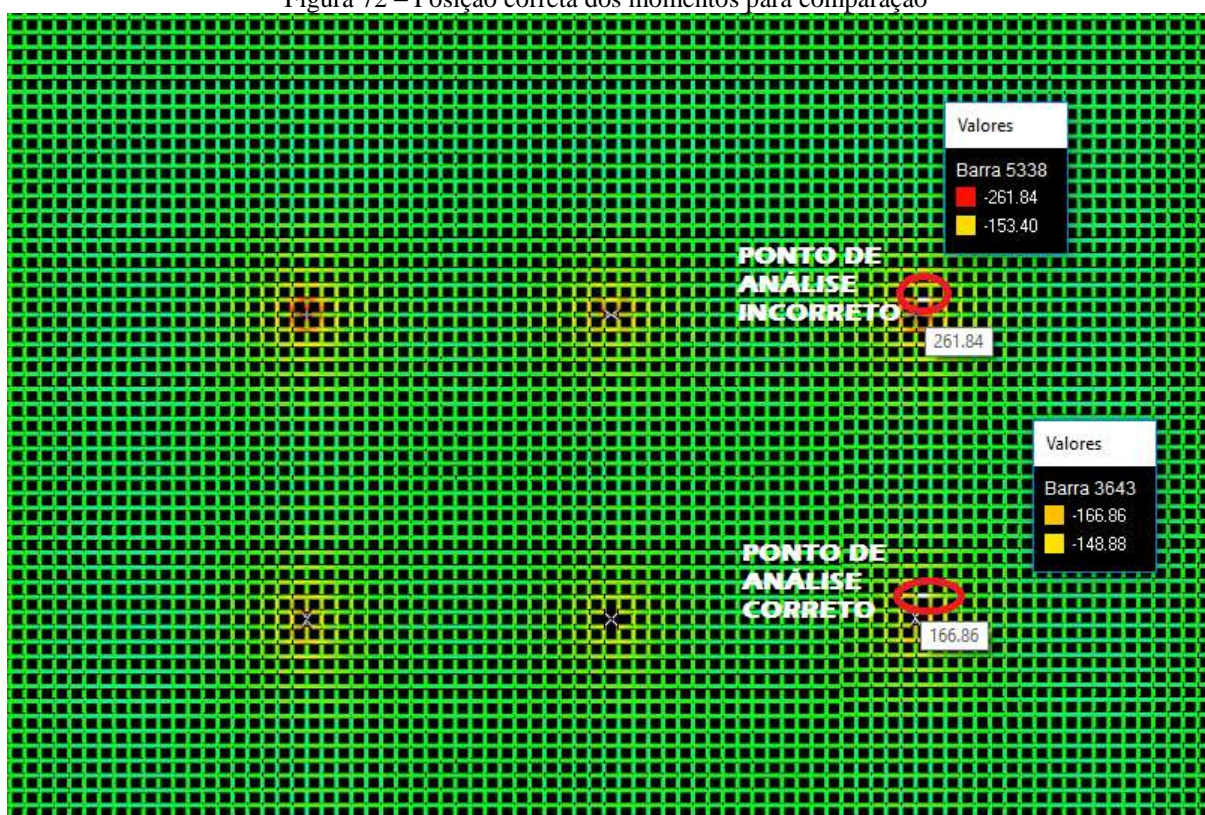 Figura 72 – Posição correta dos momentos para comparação
Valores
Barra 5338
-261.84
-153.40
PONTO DE
ANÁLISE
INCORRETO
261.84
Valores
Barra 3643
-166.86
-148.88
PONTO DE
ANÁLISE
CORRETO
166.86